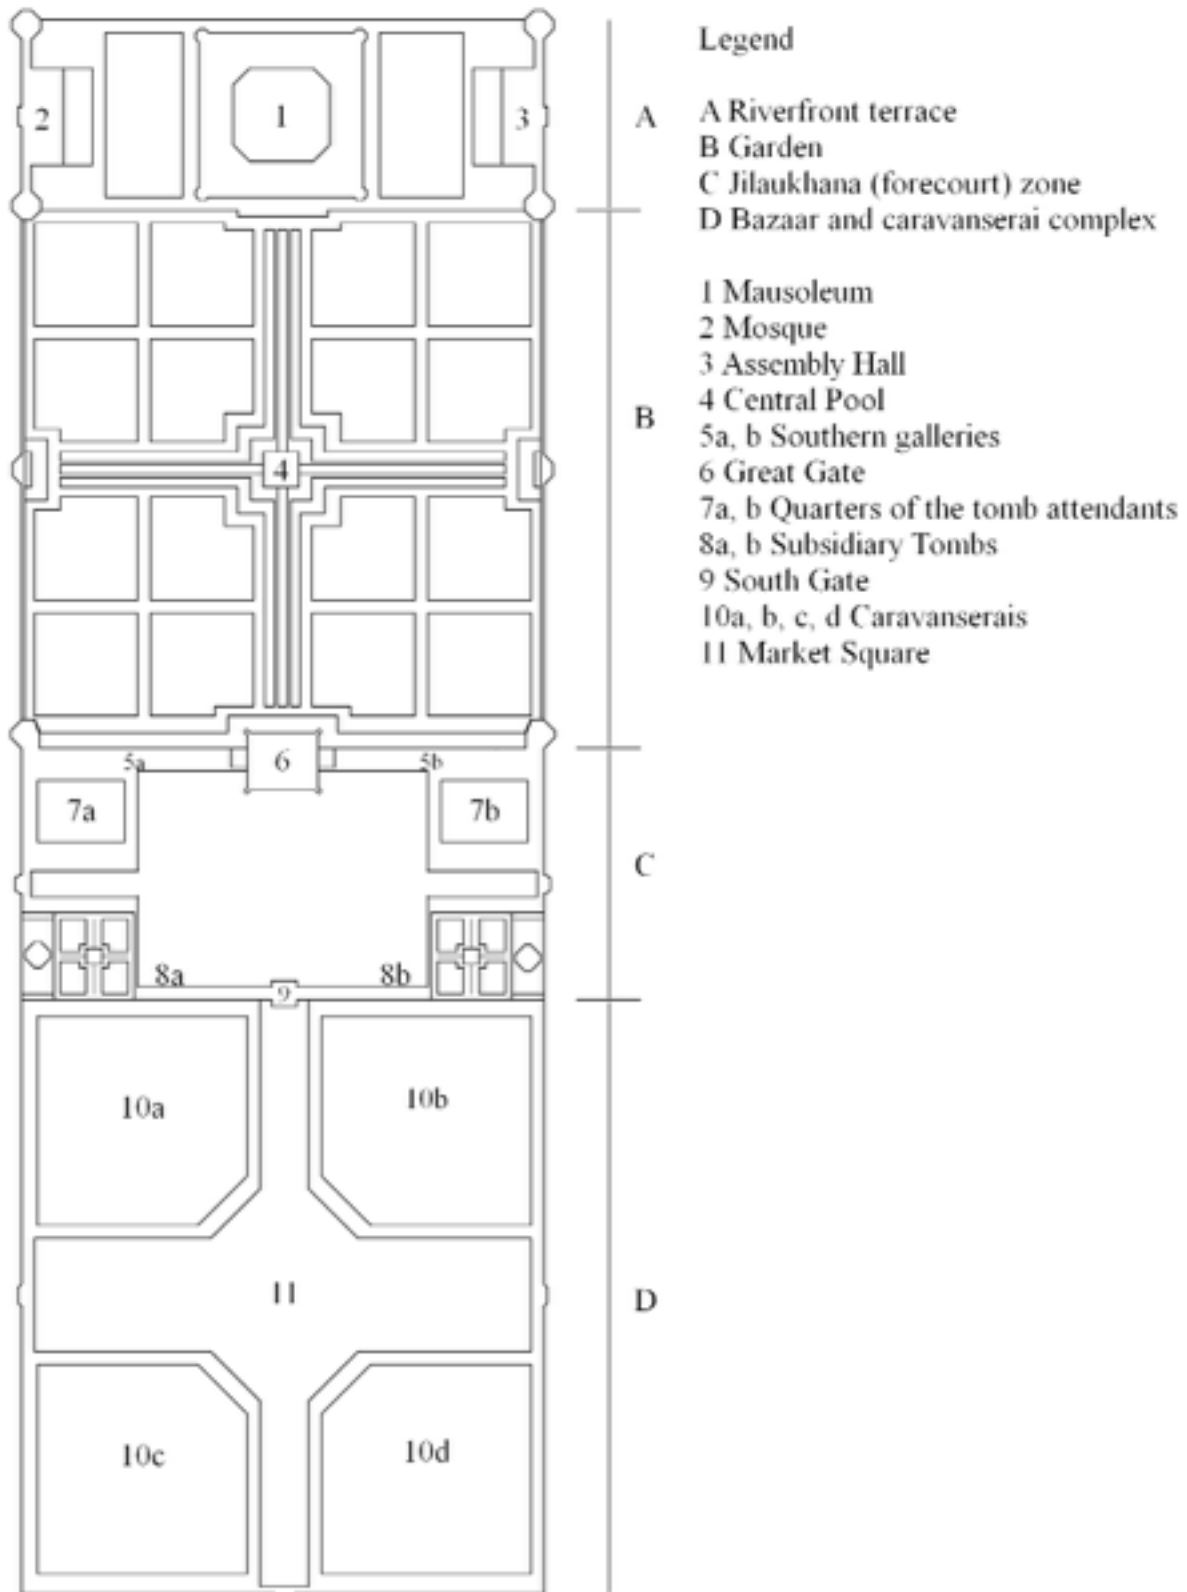 Legend
A Riverfront terrace
B Garden
C Jilaukhana (forecourt) zone
D Bazaar and caravanserai complex
1 Mausoleum
2 Mosque
3 Assembly Hall
4 Central Pool
5a, b Southern galleries
6 Great Gate
7a, b Quarters of the tomb attendants
8a, b Subsidiary Tombs
9 South Gate
10a, b, c, d Caravanserais
11 Market Square
2
1
3
A
B
4
5a
6
5b
7a
7b
C
8a
8b
9
10a
10b
11
D
10c
10d